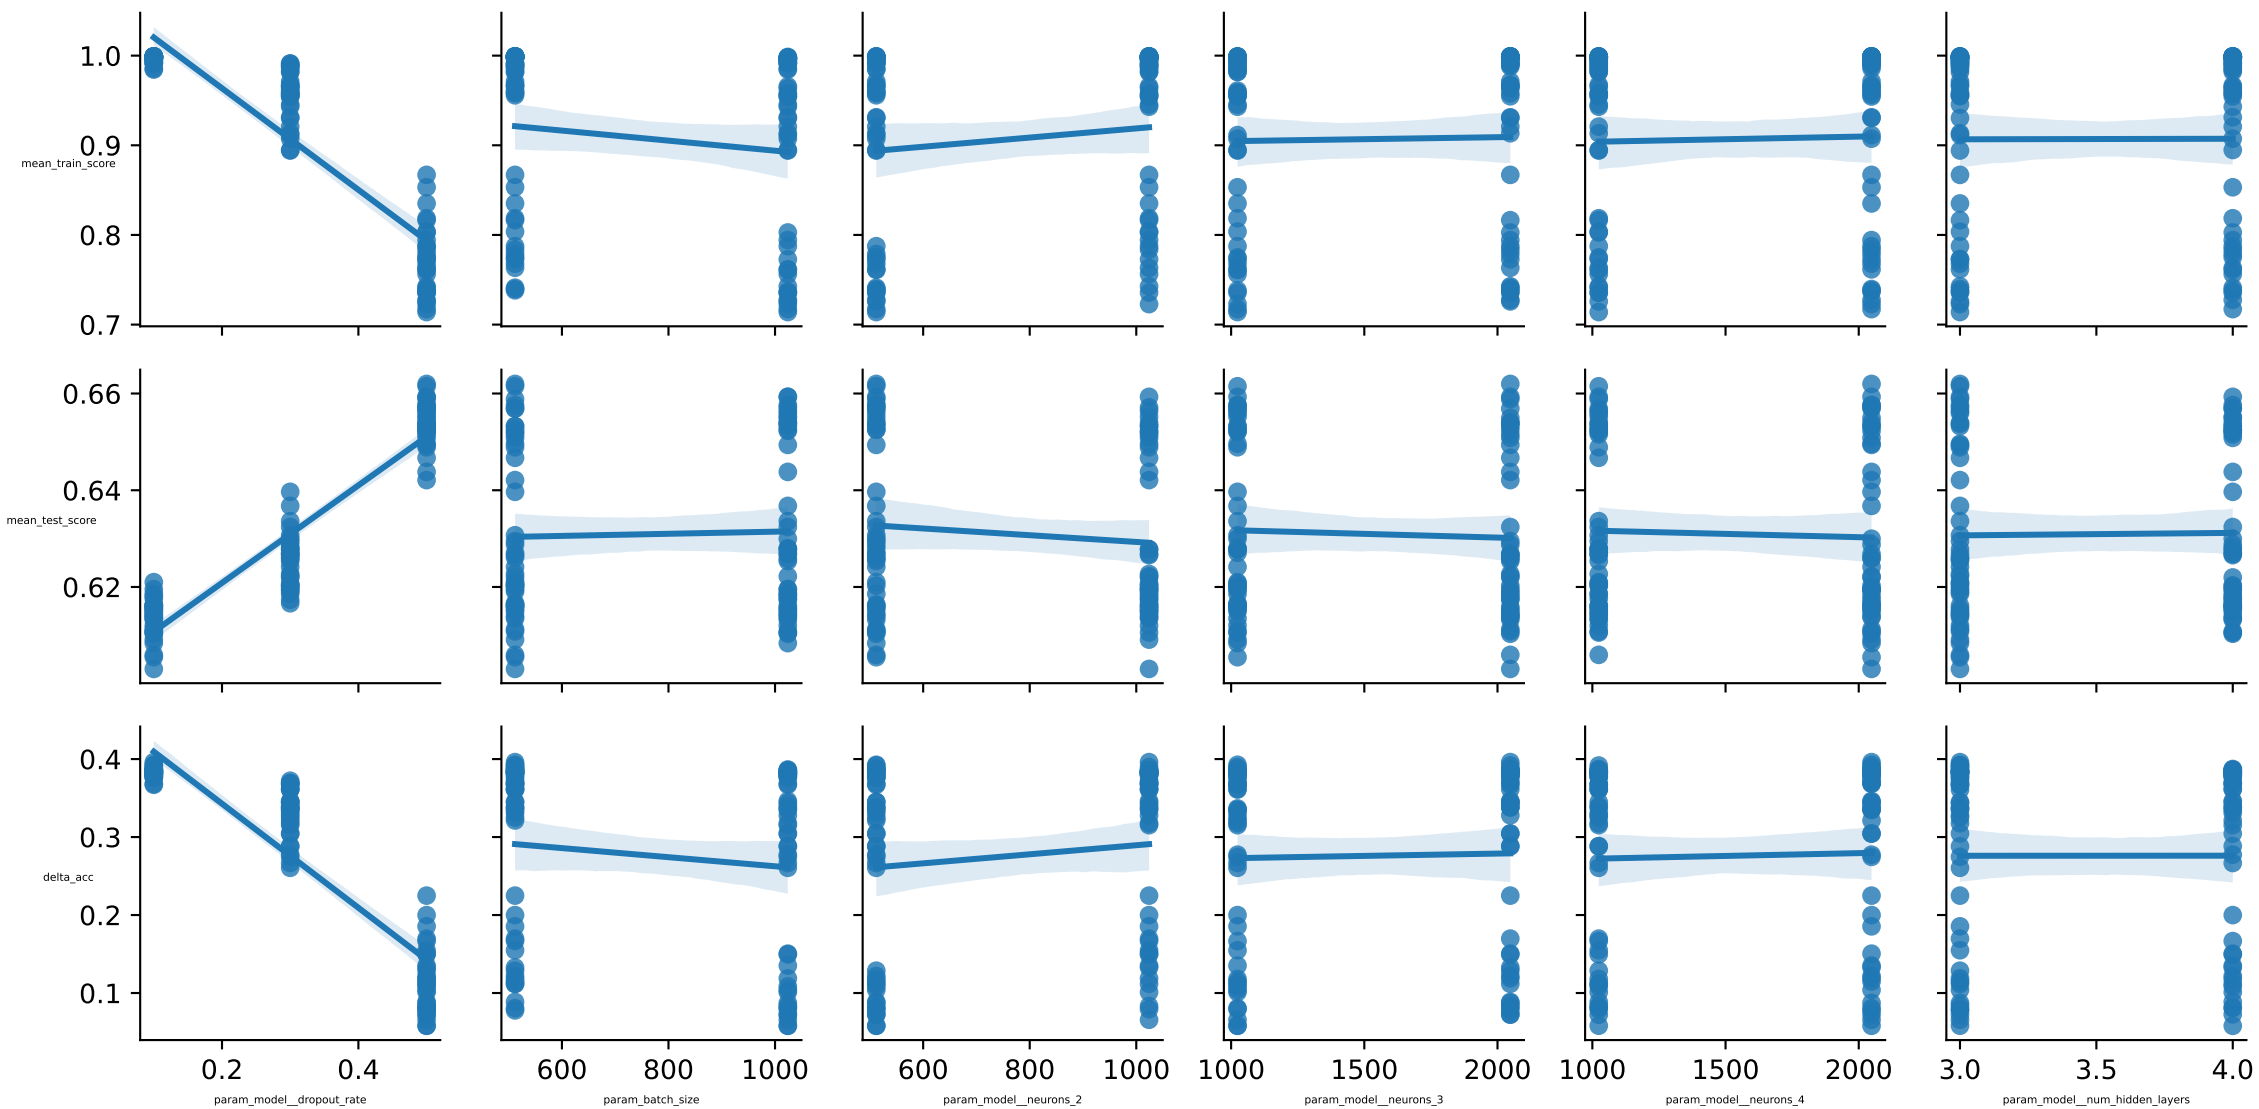 1.0
0.9
mean_train_score
0.8
0.7
0.66
0.64
mean_test_score
0.62
0.4
0.3
delta_acc
0.2
0.1
0.2 0.4 600 800 1000 600 800 1000 1000 1500 2000 1000 1500 2000 3.0 3.5 4.0
param_model__dropout_rate param_batch_size param_model__neurons_2 param_model__neurons_3 param_model__neurons_4 param_model__num_hidden_layers